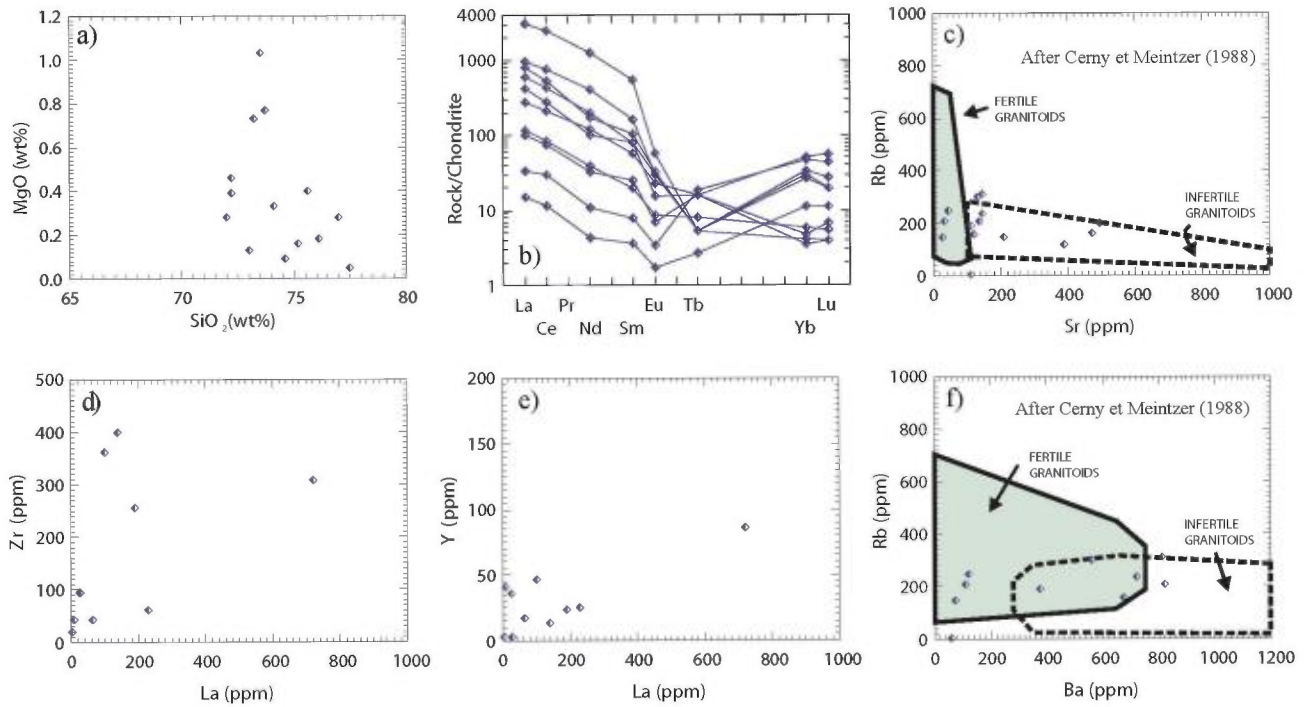 a)
MgO (wt%)
1.2
1.0
0.8
0.6
0.4
0.2
0.0
65
70
75
80
SiO2(wt%)
b)
Rock/Chondrite
4000
1000
100
10
1
La
Pr
Eu
Tb
Lu
Ce
Nd
Sm
Yb
c)
After Cerny et Meintzer (1988)
FERTILE
GRANITOIDS
INFERTILE
GRANITOIDS
Rb (ppm)
1000
800
600
400
200
0
0
200
400
600
800
1000
Sr (ppm)
d)
Zr (ppm)
500
400
300
200
100
0
0
200
400
600
800
1000
La (ppm)
e)
Y (ppm)
200
150
100
50
0
0
200
400
600
800
1000
La (ppm)
f)
After Cerny et Meintzer (1988)
FERTILE
GRANITOIDS
INFERTILE
GRANITOIDS
Rb (ppm)
1000
800
600
400
200
0
0
200
400
600
800
1000
1200
Ba (ppm)